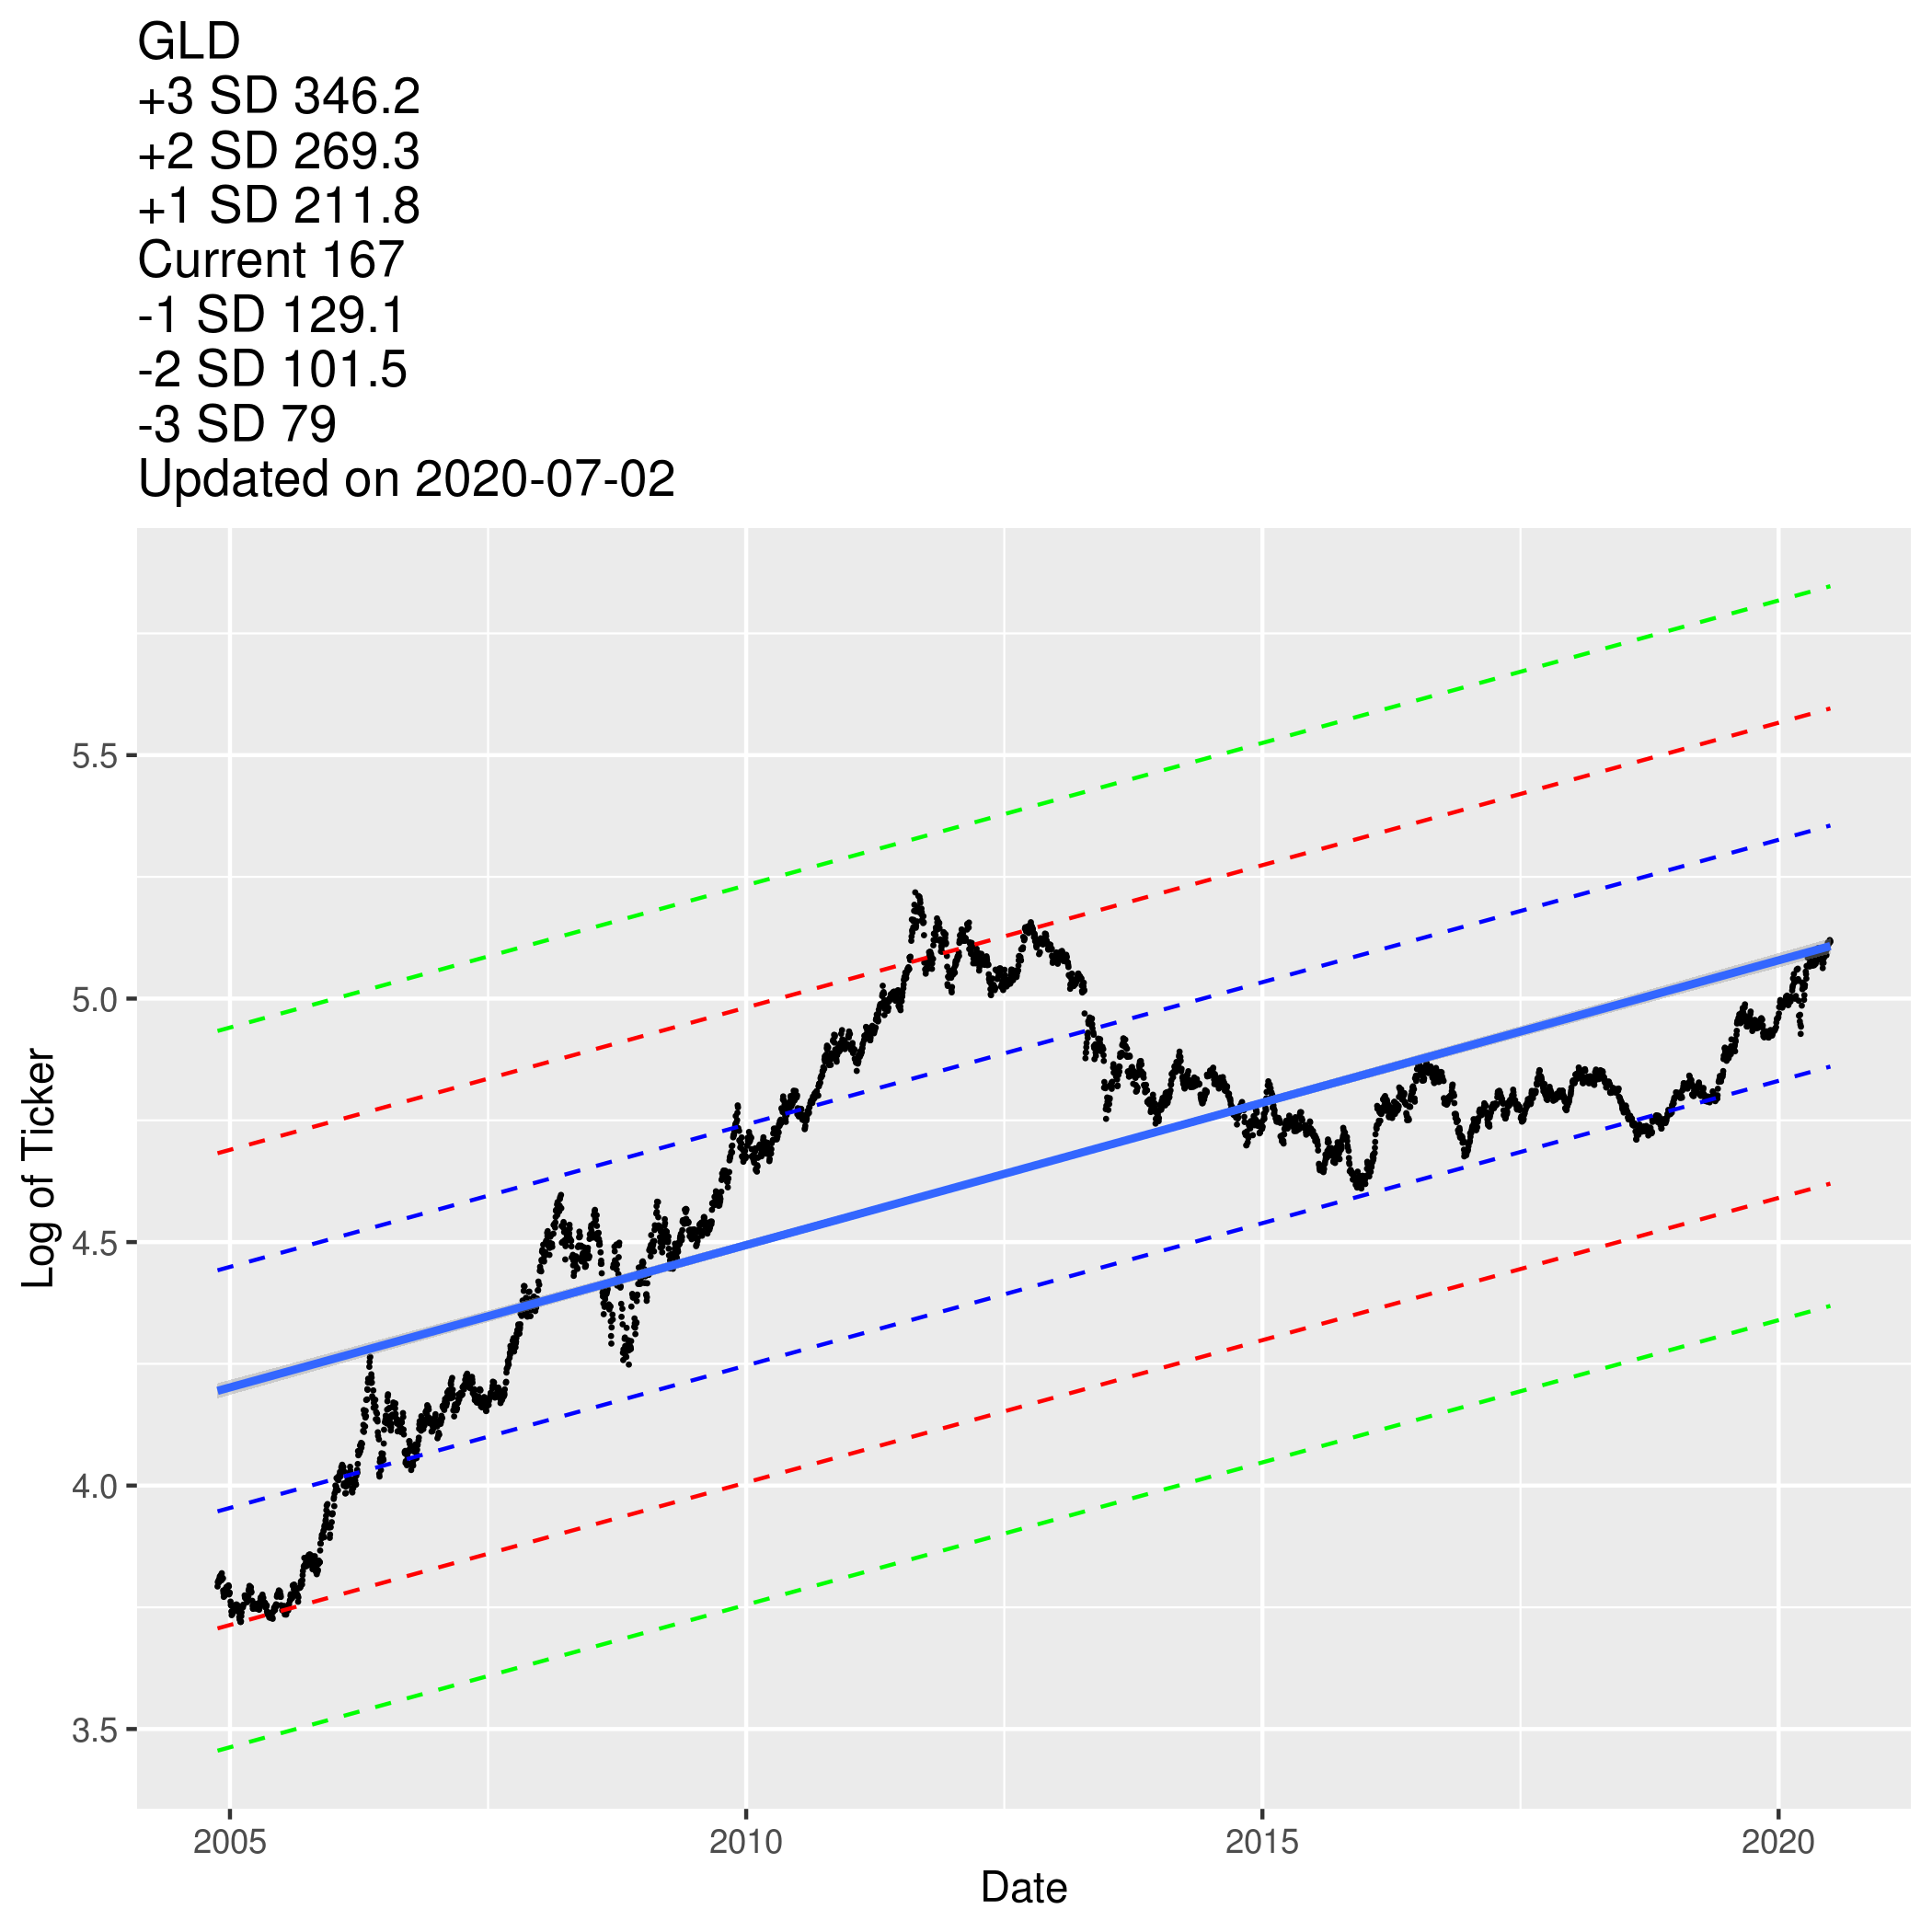 GLD
+3 SD 346.2
+2 SD 269.3
+1 SD 211.8
Current 167
-1 SD 129.1
-2 SD 101.5
-3 SD 79
Updated on 2020-07-02
5.5
5.0
4.5
4.0
3.5
Log of Ticker
2005 2010 2015 2020
Date